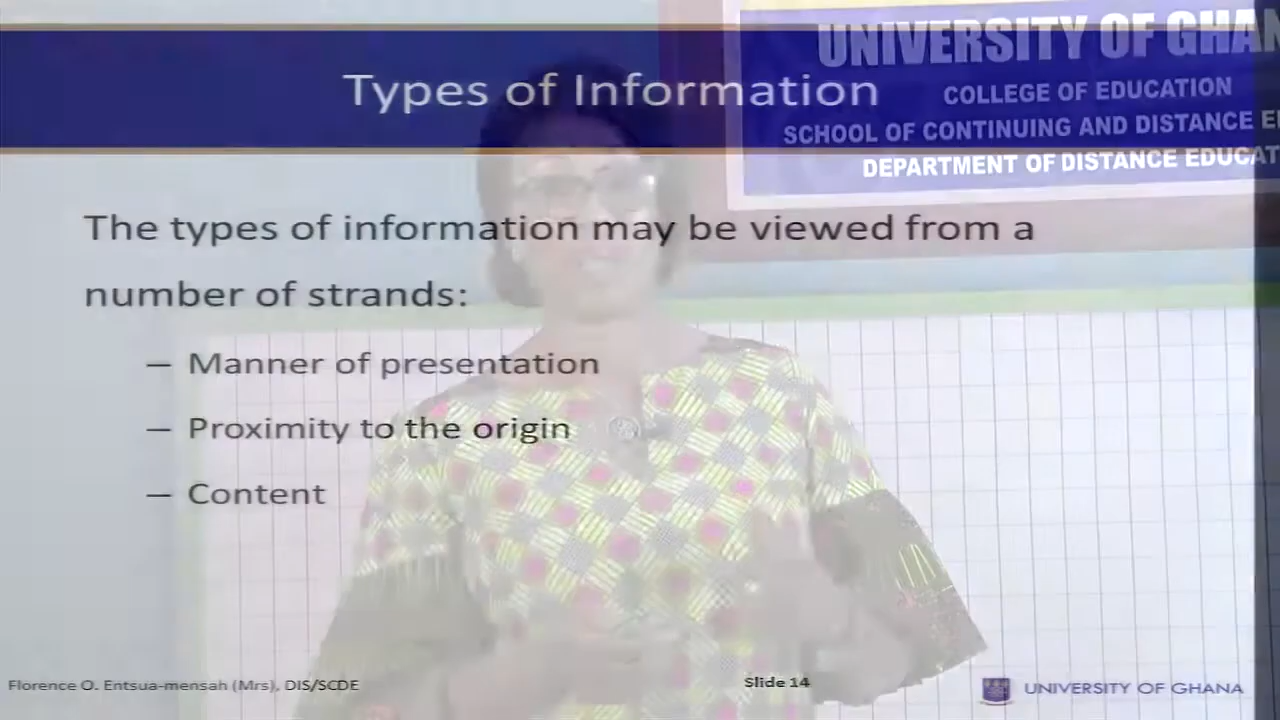 UNIVERSITY OF GHAN
COLLEGE OF EDUCATION
SCHOOL OF CONTINUING AND DISTANCE E
DEPARTMENT OF DISTANCE EDUCAT
Types of Information
The types of information may be viewed from a
number of strands:
– Manner of presentation
– Proximity to the origin
– Content
Florence O. Entsua-mensah (Mrs), DIS/SCDE
Slide 14
UNIVERSITY OF GHANA